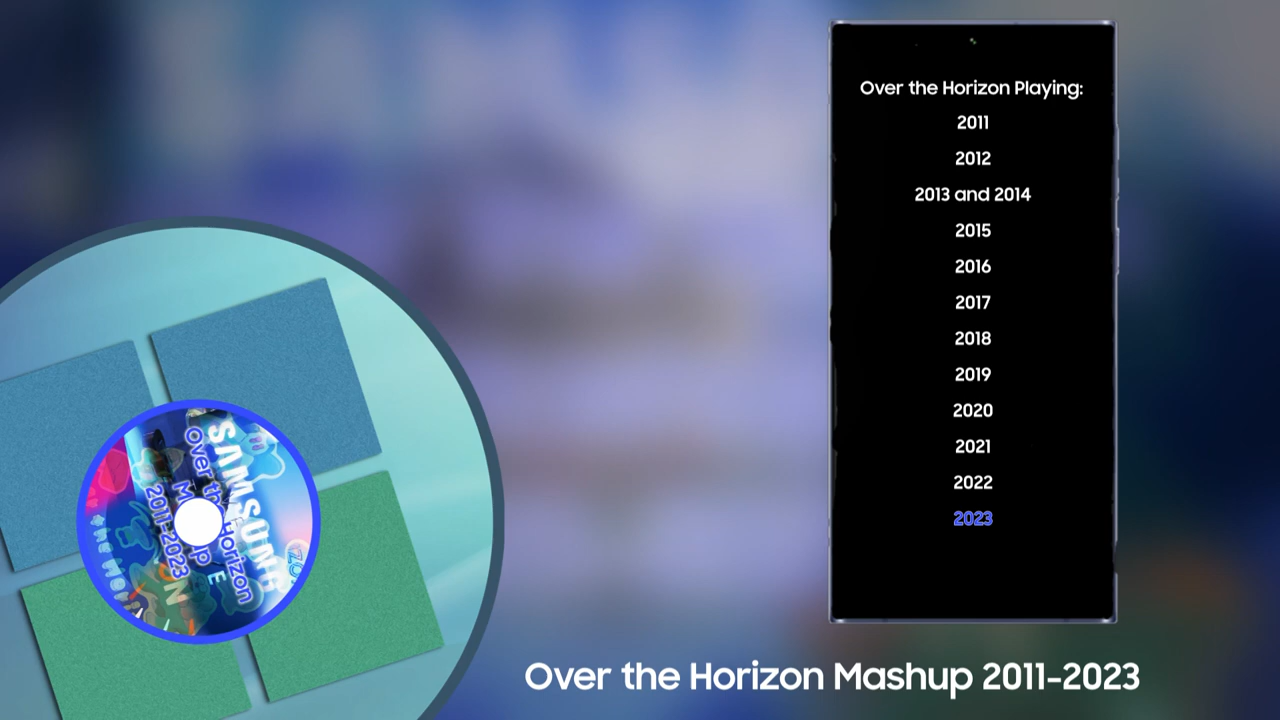 Over the Horizon Playing:
2011
2012
2013 and 2014
2015
2016
2017
2018
2019
2020
2021
2022
2023
SAMSUNG
Over the Horizon
2011-2023
Over the Horizon Mashup 2011-2023